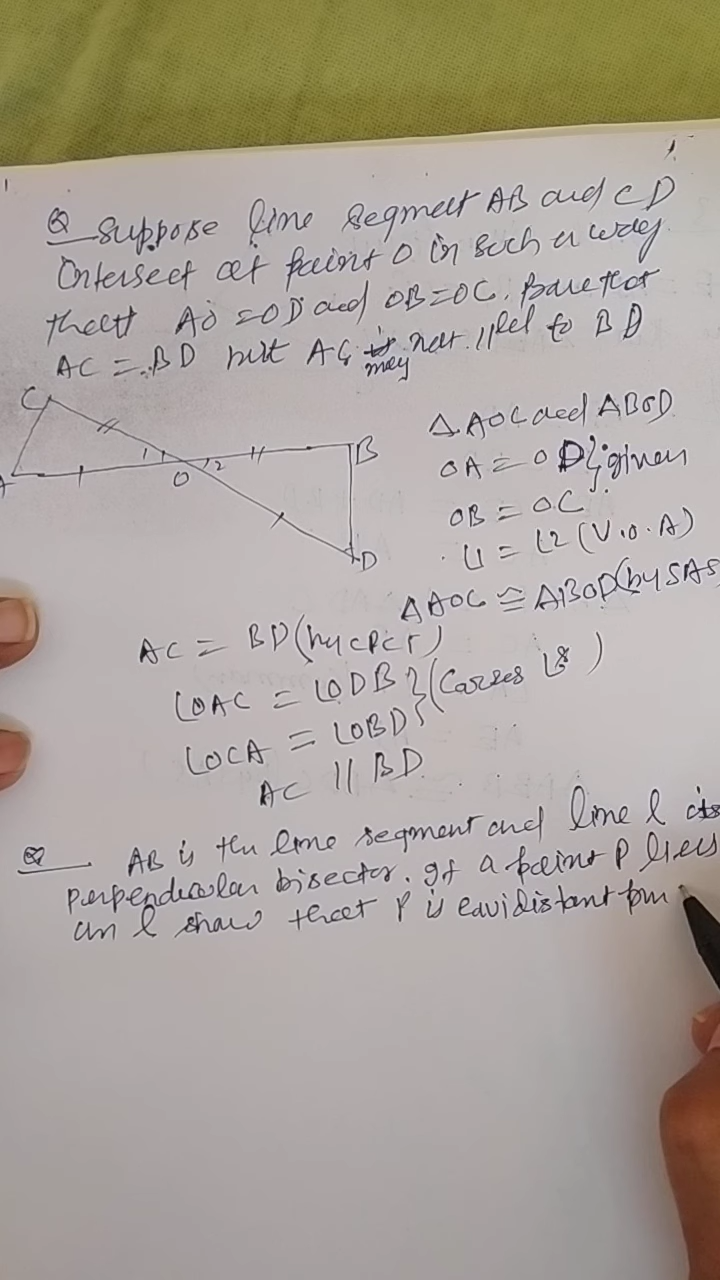 Q Suppose line segment AB and CD
intersect at point O in such a way
that AO = OD and OB = OC. Prove that
AC = BD but AC may not ||lel to BD
C
A
1
O
2
B
D
Δ AOC and ΔBOD
OA = OD } given
OB = OC
∠1 = ∠2 (V.O.A)
ΔAOC ≅ ΔBOD (by SAS
AC = BD (by CPCT)
∠OAC = ∠ODB }
∠OCA = ∠OBD }
AC || BD
Q AB is the line segment and line l its
perpendicular bisector. If a point P lies
on l show that P is equidistant from